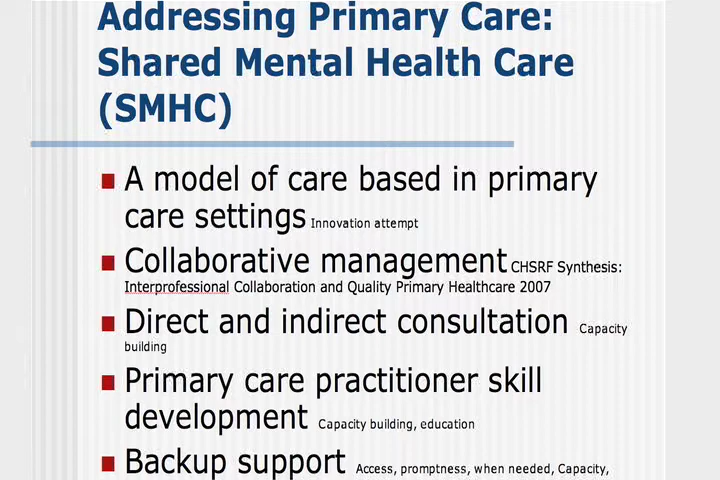 Addressing Primary Care:
Shared Mental Health Care
(SMHC)
A model of care based in primary
care settings Innovation attempt
Collaborative management CHSRF Synthesis:
Interprofessional Collaboration and Quality Primary Healthcare 2007
Direct and indirect consultation Capacity
building
Primary care practitioner skill
development Capacity building, education
Backup support Access, promptness, when needed, Capacity,